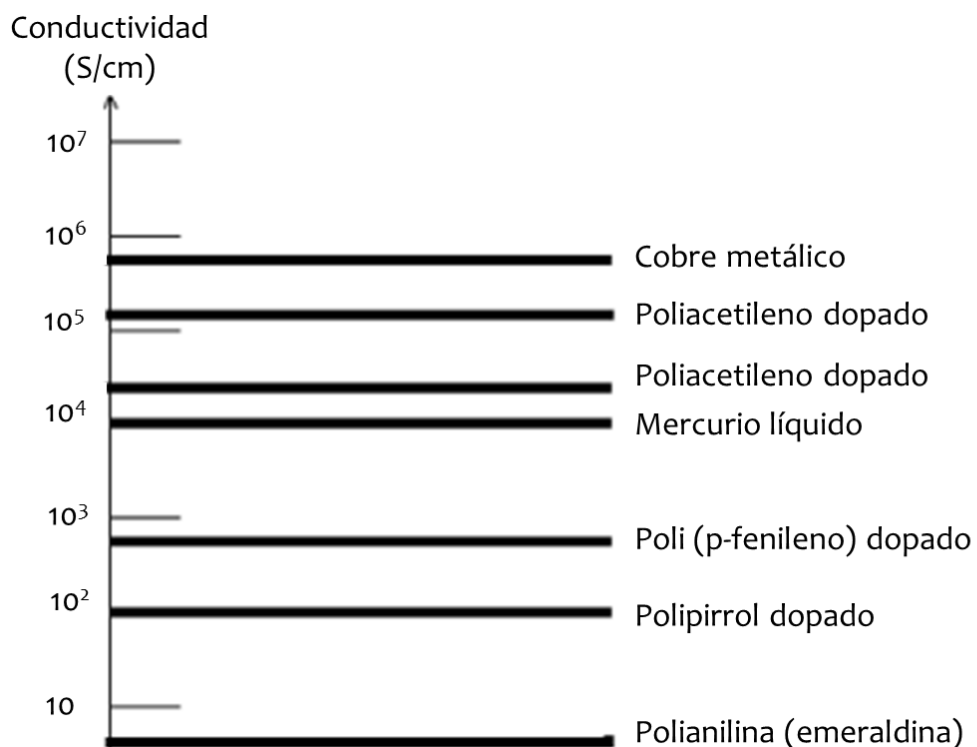 Conductividad
(S/cm)
10⁷
10⁶
Cobre metálico
10⁵
Poliacetileno dopado
Poliacetileno dopado
10⁴
Mercurio líquido
10³
Poli (p-fenileno) dopado
10²
Polipirrol dopado
10
Polianilina (emeraldina)